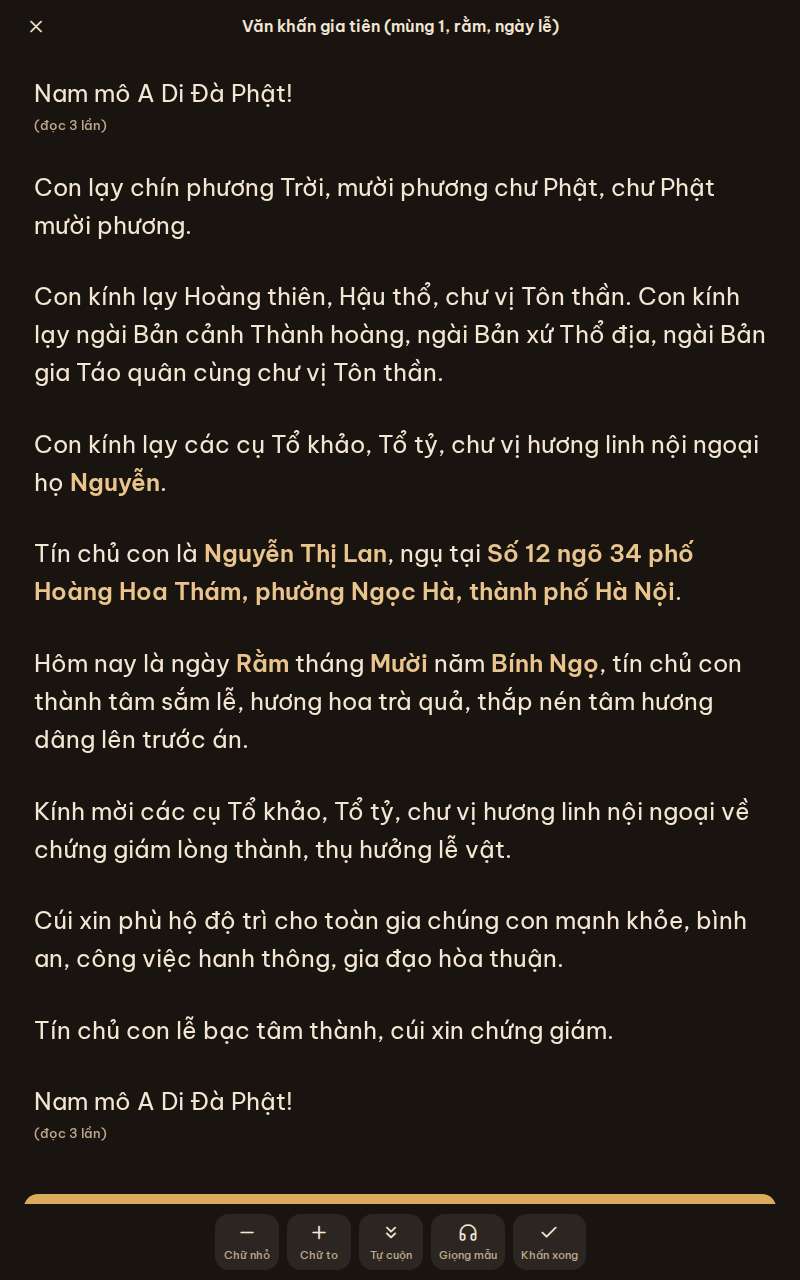 Văn khấn gia tiên (mùng 1, rằm, ngày lễ)
Nam mô A Di Đà Phật!
(đọc 3 lần)
Con lạy chín phương Trời, mười phương chư Phật, chư Phật
mười phương.
Con kính lạy Hoàng thiên, Hậu thổ, chư vị Tôn thần. Con kính
lạy ngài Bản cảnh Thành hoàng, ngài Bản xứ Thổ địa, ngài Bản
gia Táo quân cùng chư vị Tôn thần.
Con kính lạy các cụ Tổ khảo, Tổ tỷ, chư vị hương linh nội ngoại
họ Nguyễn.
Tín chủ con là Nguyễn Thị Lan, ngụ tại Số 12 ngõ 34 phố
Hoàng Hoa Thám, phường Ngọc Hà, thành phố Hà Nội.
Hôm nay là ngày Rằm tháng Mười năm Bính Ngọ, tín chủ con
thành tâm sắm lễ, hương hoa trà quả, thắp nén tâm hương
dâng lên trước án.
Kính mời các cụ Tổ khảo, Tổ tỷ, chư vị hương linh nội ngoại về
chứng giám lòng thành, thụ hưởng lễ vật.
Cúi xin phù hộ độ trì cho toàn gia chúng con mạnh khỏe, bình
an, công việc hanh thông, gia đạo hòa thuận.
Tín chủ con lễ bạc tâm thành, cúi xin chứng giám.
Nam mô A Di Đà Phật!
(đọc 3 lần)
Chữ nhỏ Chữ to Tự cuộn Giọng mẫu Khấn xong